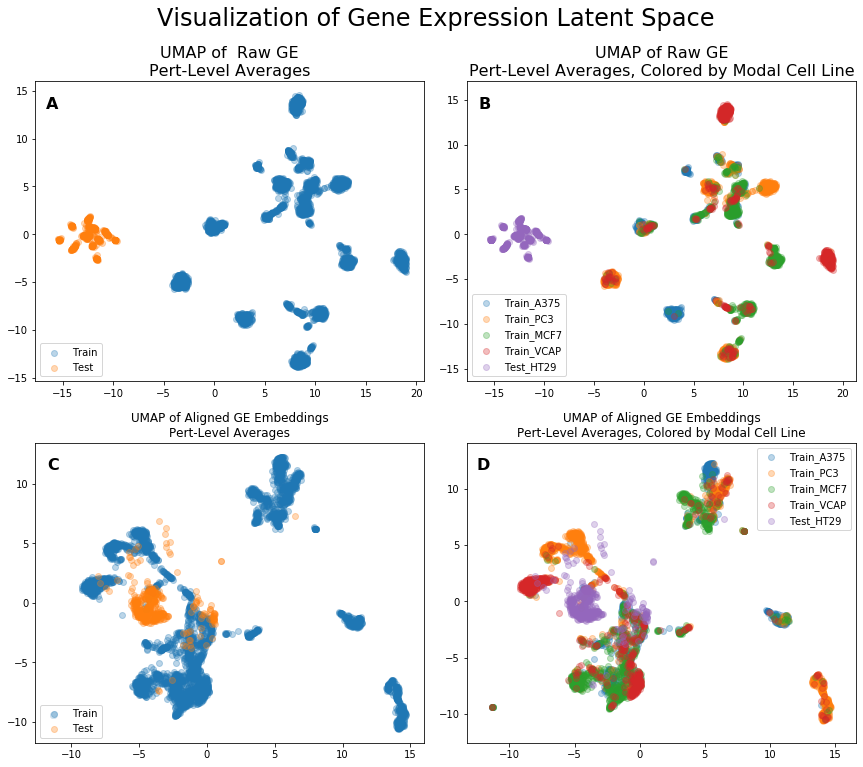 Visualization of Gene Expression Latent Space
UMAP of  Raw GE
Pert-Level Averages
A
15
10
5
0
−5
−10
−15
−15
−10
−5
0
5
10
15
20
Train
Test
UMAP of Raw GE
Pert-Level Averages, Colored by Modal Cell Line
B
15
10
5
0
−5
−10
−15
−15
−10
−5
0
5
10
15
20
Train_A375
Train_PC3
Train_MCF7
Train_VCAP
Test_HT29
UMAP of Aligned GE Embeddings
Pert-Level Averages
C
10
5
0
−5
−10
−10
−5
0
5
10
15
Train
Test
UMAP of Aligned GE Embeddings
Pert-Level Averages, Colored by Modal Cell Line
D
10
5
0
−5
−10
−10
−5
0
5
10
15
Train_A375
Train_PC3
Train_MCF7
Train_VCAP
Test_HT29